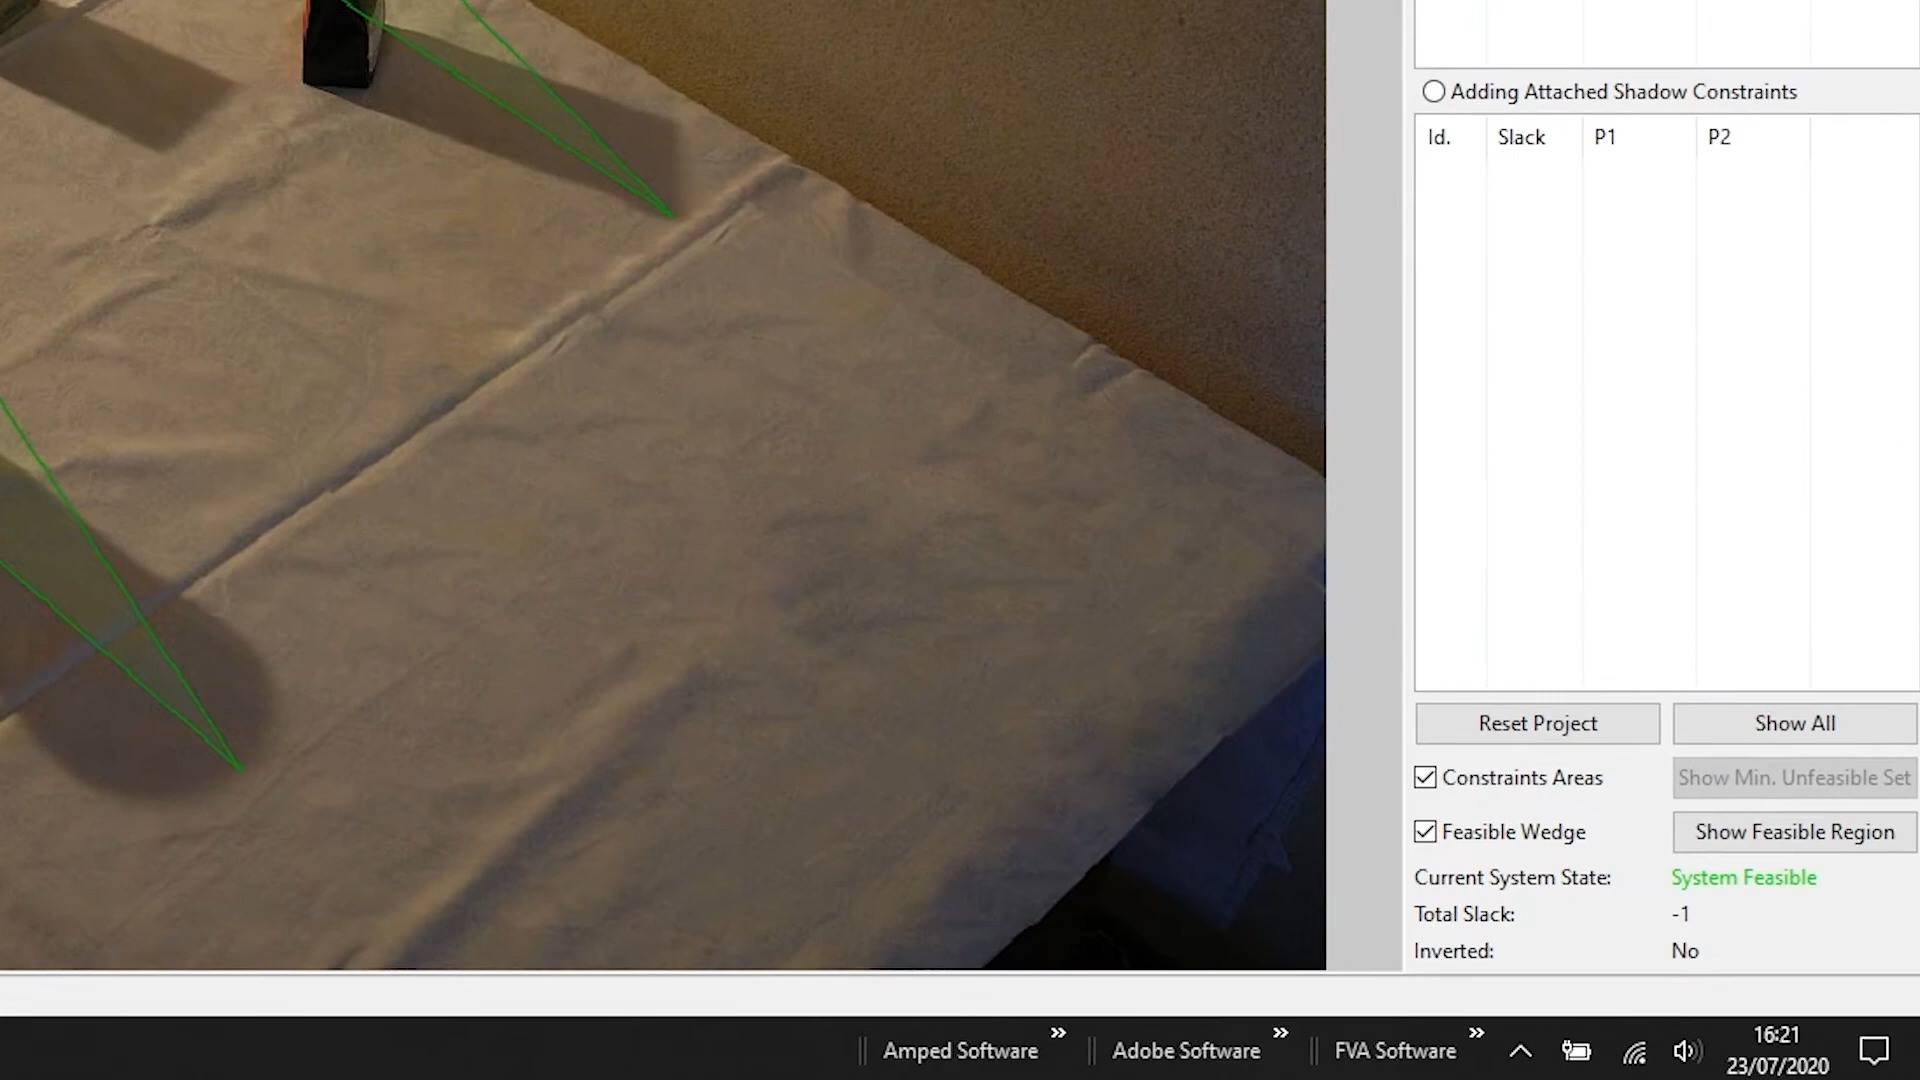 Adding Attached Shadow Constraints
Id. Slack P1 P2
Reset Project Show All
Constraints Areas Show Min. Unfeasible Set
Feasible Wedge Show Feasible Region
Current System State: System Feasible
Total Slack: -1
Inverted: No
Amped Software Adobe Software FVA Software 16:21
23/07/2020